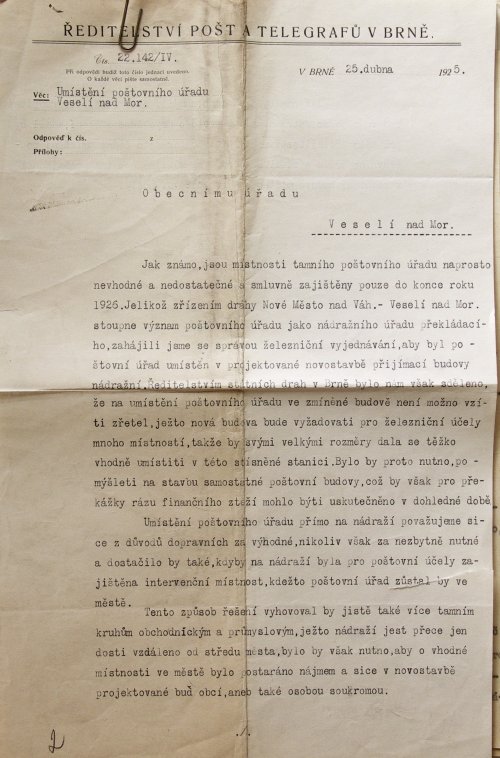 ŘEDITELSTVÍ POŠT A TELEGRAFŮ V BRNĚ.
Čís. 22.142/IV.
Při odpovědi budiž toto číslo jednací uvedeno.
O každé věci pište samostatně.
V BRNĚ 25.dubna 1925.
Věc: Umístění poštovního úřadu
Veselí nad Mor.
Odpověď k čís. z
Přílohy:
Obecnímu úřadu
Veselí nad Mor.
Jak známo,jsou místnosti tamního poštovního úřadu naprosto
nevhodné a nedostatečné a smluvně zajištěny pouze do konce roku
1926.Jelikož zřízením dráhy Nové Město nad Váh.- Veselí nad Mor.
stoupne význam poštovního úřadu jako nádražního úřadu překládací-
ho,zahájili jsme se správou železniční vyjednávání,aby byl po -
štovní úřad umístěn v projektované novostavbě přijímací budovy
nádražní.Ředitelstvím státních drah v Brně bylo nám však sděleno,
že na umístění poštovního úřadu ve zmíněné budově není možno vzí-
ti zřetel,ježto nová budova bude vyžadovati pro železniční účely
mnoho místností,takže by svými velkými rozměry dala se těžko
vhodně umístiti v této stísněné stanici.Bylo by proto nutno,po -
mýšleti na stavbu samostatné poštovní budovy,což by však pro pře-
kážky rázu finančního ztěží mohlo býti uskutečněno v dohledné době
Umístění poštovního úřadu přímo na nádraží považujeme si-
ce z důvodů dopravních za výhodné,nikoliv však za nezbytně nutné
a dostačilo by také,kdyby na nádraží byla pro poštovní účely za-
jištěna intervenční místnost,kdežto poštovní úřad zůstal by ve
městě.
Tento způsob řešení vyhovoval by jistě také více tamním
kruhům obchodnickým a průmyslovým,ježto nádraží jest přece jen
dosti vzdáleno od středu města,bylo by však nutno,aby o vhodné
místnosti ve městě bylo postaráno nájmem a sice v novostavbě
projektované buď obcí,aneb také osobou soukromou.
./.
2